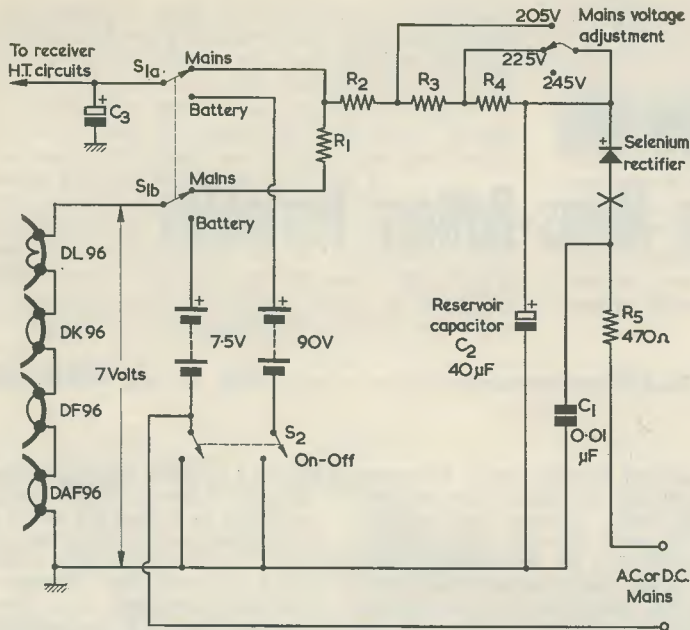 205V
Mains voltage
adjustment
To receiver
H.T. circuits
S1a
Mains
225V
245V
R2
R3
R4
+
C3
Battery
R1
+
Selenium
rectifier
S1b
Mains
Battery
DL96
+
+
Reservoir
capacitor
C2
40μF
+
R5
470Ω
DK96
7 Volts
7.5V
90V
DF96
S2
On-Off
C1
0.01
μF
DAF96
A.C. or D.C.
Mains